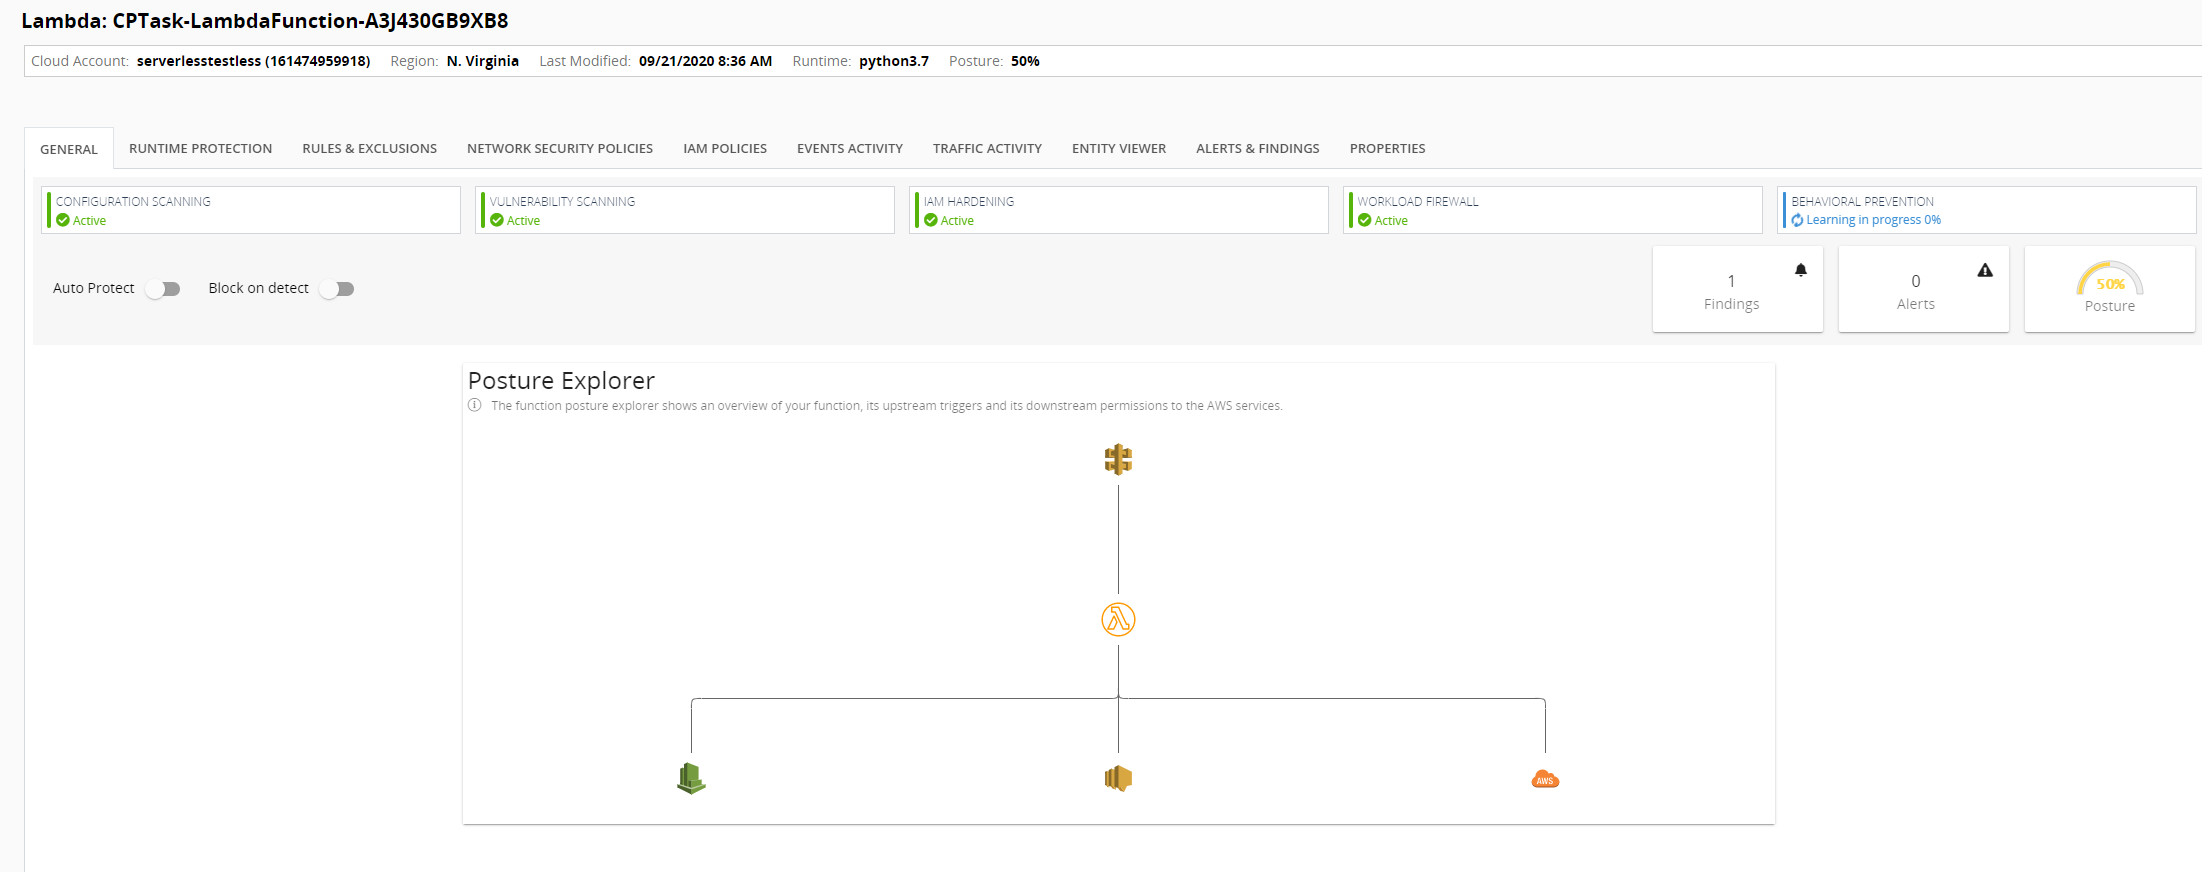 Lambda: CPTask-LambdaFunction-A3J430GB9XB8
Cloud Account: serverlesstestless (161474959918) Region: N. Virginia Last Modified: 09/21/2020 8:36 AM Runtime: python3.7 Posture: 50%
GENERAL RUNTIME PROTECTION RULES & EXCLUSIONS NETWORK SECURITY POLICIES IAM POLICIES EVENTS ACTIVITY TRAFFIC ACTIVITY ENTITY VIEWER ALERTS & FINDINGS PROPERTIES
CONFIGURATION SCANNING VULNERABILITY SCANNING IAM HARDENING WORKLOAD FIREWALL BEHAVIORAL PREVENTION
Active Active Active Active Learning in progress 0%
Auto Protect Block on detect
1 0 50%
Findings Alerts Posture
Posture Explorer
The function posture explorer shows an overview of your function, its upstream triggers and its downstream permissions to the AWS services.
AWS